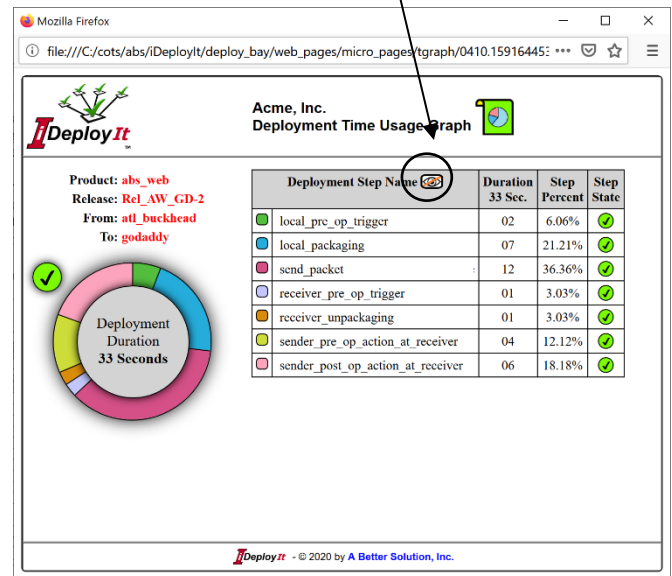 Mozilla Firefox
file:///C:/cots/abs/iDeployIt/deploy_bay/web_pages/micro_pages/tgraph/0410.159164453
IDeployIt
Acme, Inc.
Deployment Time Usage Graph
Product: abs_web
Release: Rel_AW_GD-2
From: atl_buckhead
To: godaddy
Deployment
Duration
33 Seconds
Deployment Step Name Duration 33 Sec. Step Percent Step State
local_pre_op_trigger 02 6.06%
local_packaging 07 21.21%
send_packet : 12 36.36%
receiver_pre_op_trigger 01 3.03%
receiver_unpackaging 01 3.03%
sender_pre_op_action_at_receiver 04 12.12%
sender_post_op_action_at_receiver 06 18.18%
IDeployIt - © 2020 by A Better Solution, Inc.